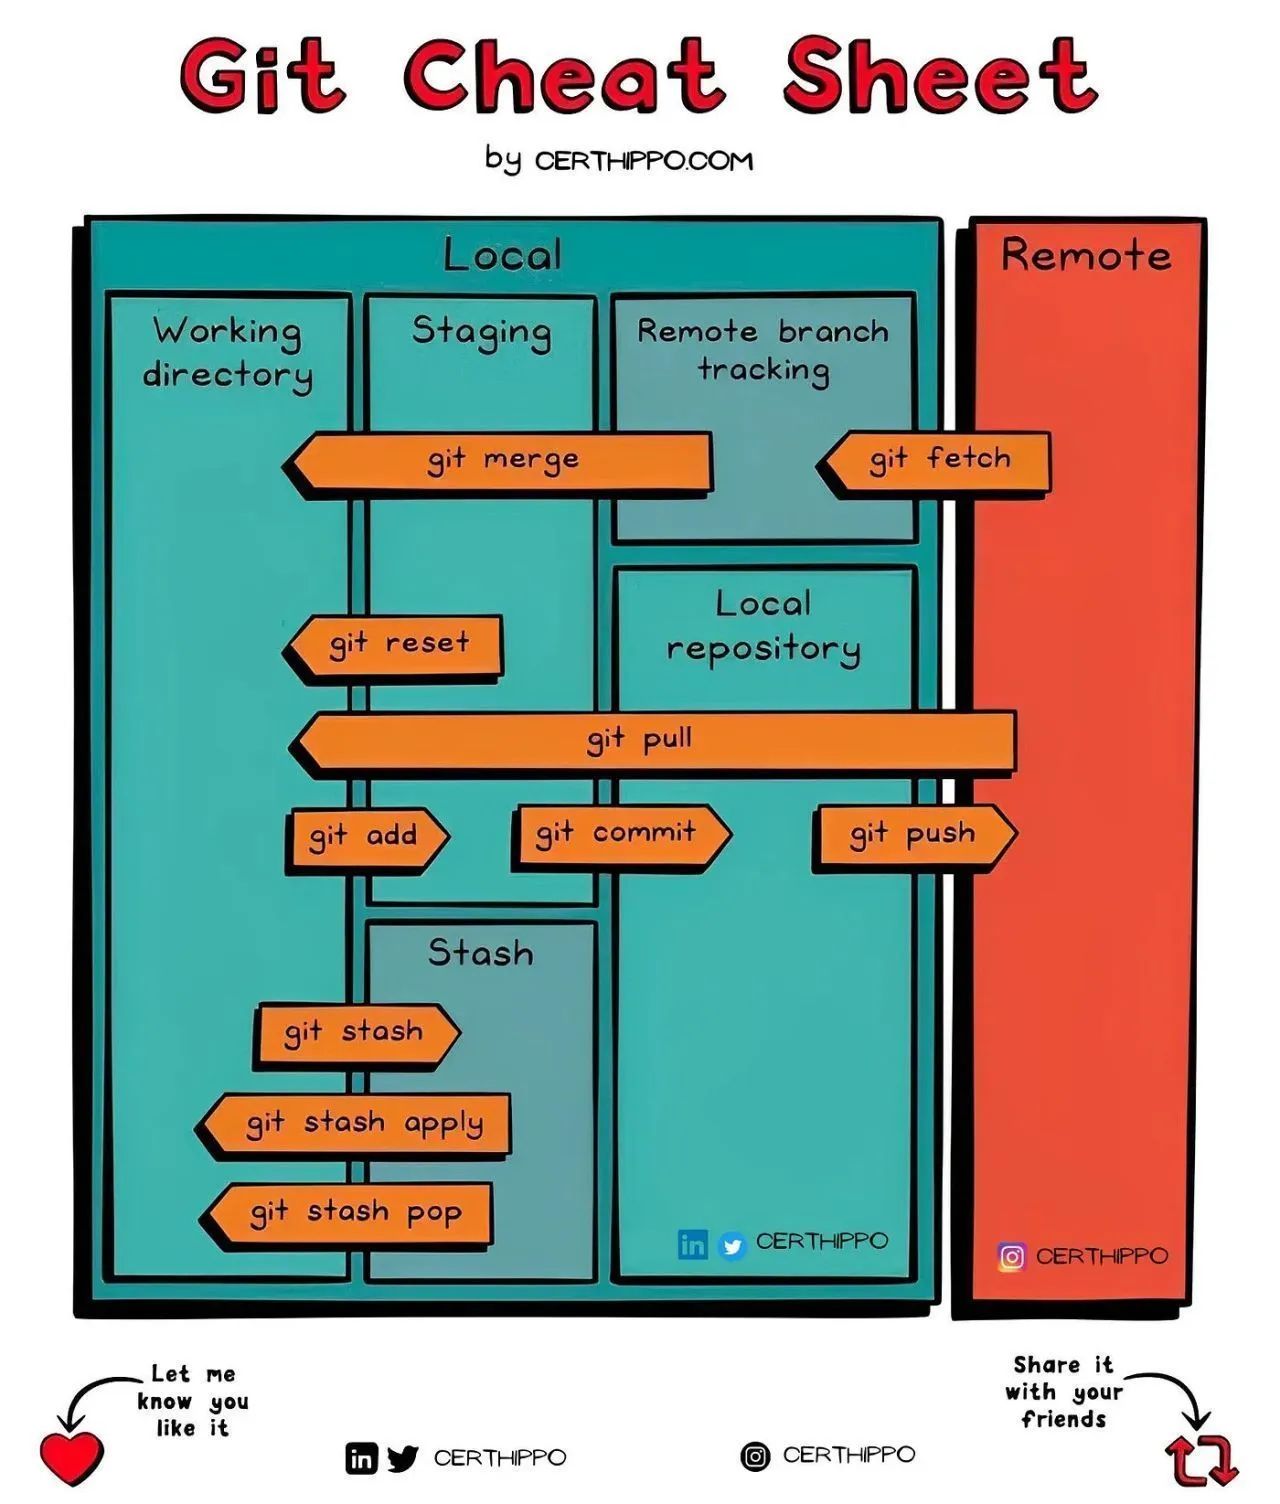 Git Cheat Sheet
by CERTHIPPO.COM
Local
Remote
Working
directory
Staging
Remote branch
tracking
git merge
git fetch
Local
repository
git reset
git pull
git add
git commit
git push
Stash
git stash
git stash apply
git stash pop
in CERTHIPPO
CERTHIPPO
Let me
know you
like it
Share it
with your
friends
in CERTHIPPO
CERTHIPPO